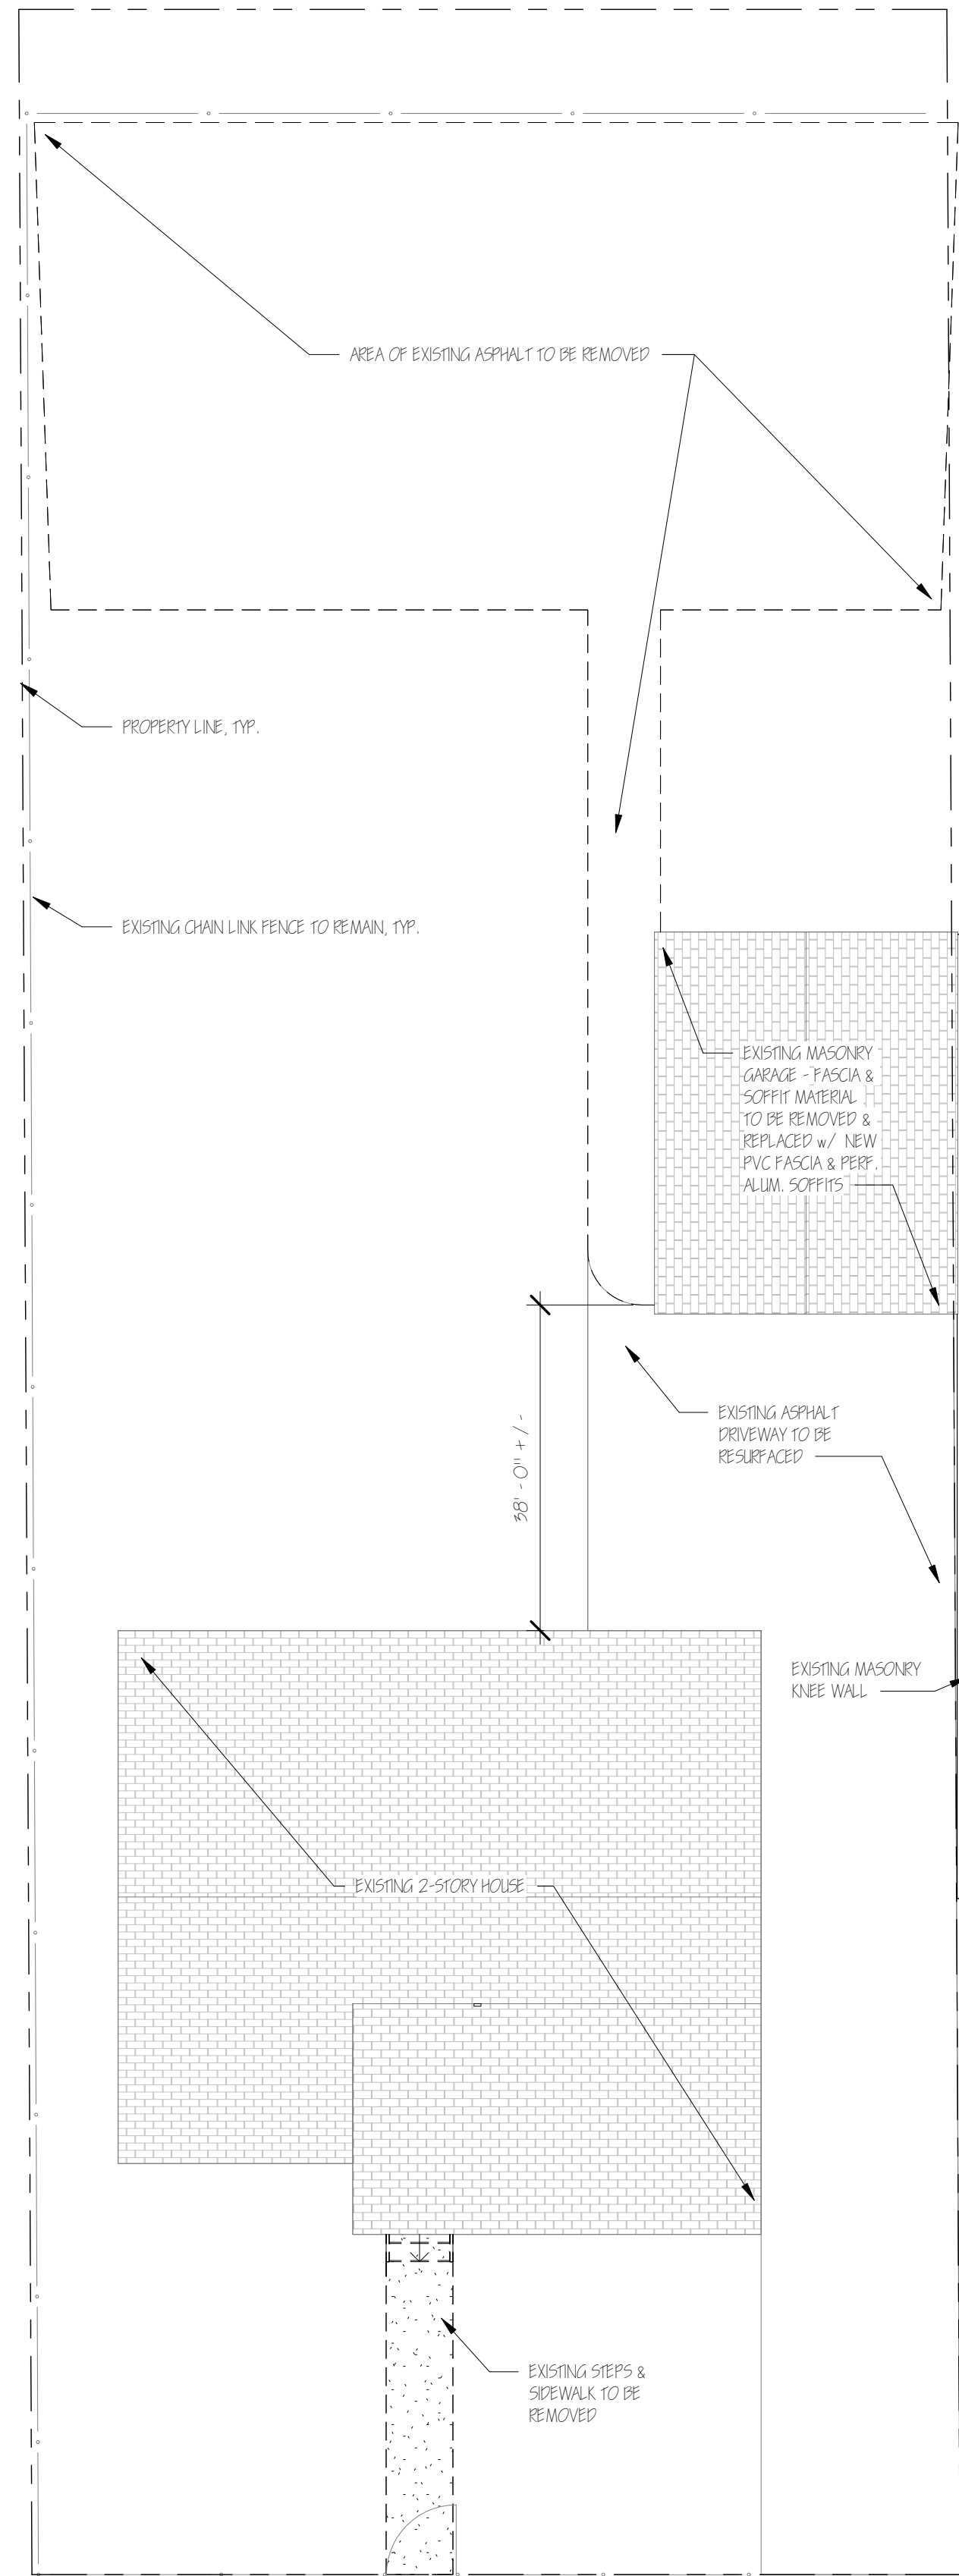 AREA OF EXISTING ASPHALT TO BE REMOVED
PROPERTY LINE, TYP.
EXISTING CHAIN LINK FENCE TO REMAIN, TYP.
EXISTING MASONRY
GARAGE - FASCIA &
SOFFIT MATERIAL
TO BE REMOVED &
REPLACED w/ NEW
PVC FASCIA & PERF.
ALUM. SOFFITS
38' - 0" +/-
EXISTING ASPHALT
DRIVEWAY TO BE
RESURFACED
EXISTING MASONRY
KNEE WALL
EXISTING 2-STORY HOUSE
EXISTING STEPS &
SIDEWALK TO BE
REMOVED